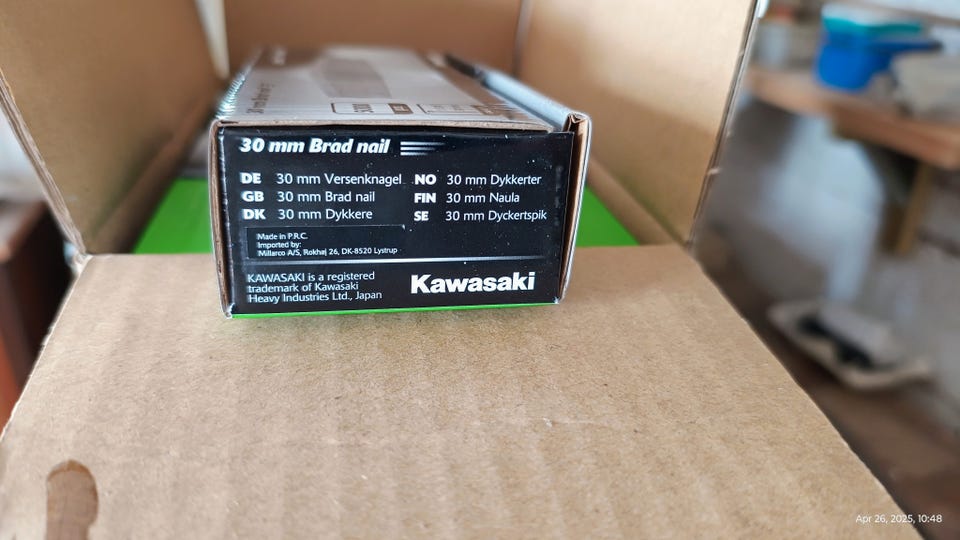 30 mm Brad nail
DE 30 mm Versenknagel
GB 30 mm Brad nail
DK 30 mm Dykkere
NO 30 mm Dykkerter
FIN 30 mm Naula
SE 30 mm Dyckertspik
Made in P.R.C.
Imported by:
Millarco A/S, Rokhøj 26, DK-8520 Lystrup
KAWASAKI is a registered
trademark of Kawasaki
Heavy Industries Ltd., Japan
Kawasaki
Apr 26, 2025, 10:48